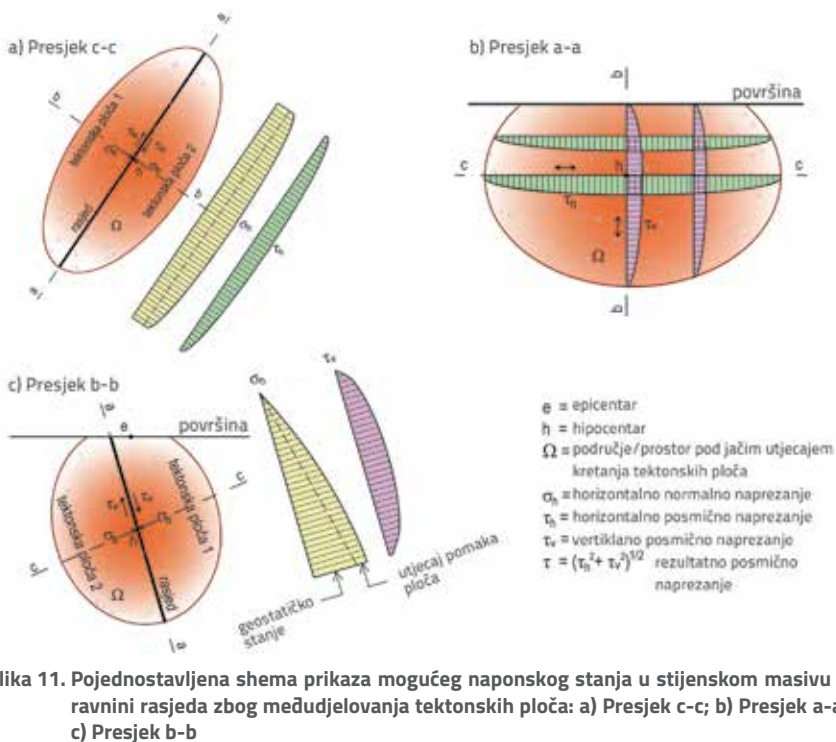 a) Presjek c-c
a
b
tektonska ploča 1
tektonska ploča 2
rasjed
Ω
b
a
σₕ
τₕ
b) Presjek a-a
b
površina
c
h
c
τₕ
τᵥ
Ω
b
c) Presjek b-b
a
e
površina
c
tektonska ploča 1
tektonska ploča 2
Ω
rasjed
c
a
σₕ
τᵥ
geostatičko
stanje
utjecaj pomaka
ploča
e = epicentar
h = hipocentar
Ω = područje/prostor pod jačim utjecajem
kretanja tektonskih ploča
σₕ = horizontalno normalno naprezanje
τₕ = horizontalno posmično naprezanje
τᵥ = vertiklano posmično naprezanje
τ = (τₕ²+ τᵥ²)¹/² rezultatno posmično
naprezanje
lika 11. Pojednostavljena shema prikaza mogućeg naponskog stanja u stijenskom masivu
ravnini rasjeda zbog međudjelovanja tektonskih ploča: a) Presjek c-c; b) Presjek a-a
c) Presjek b-b